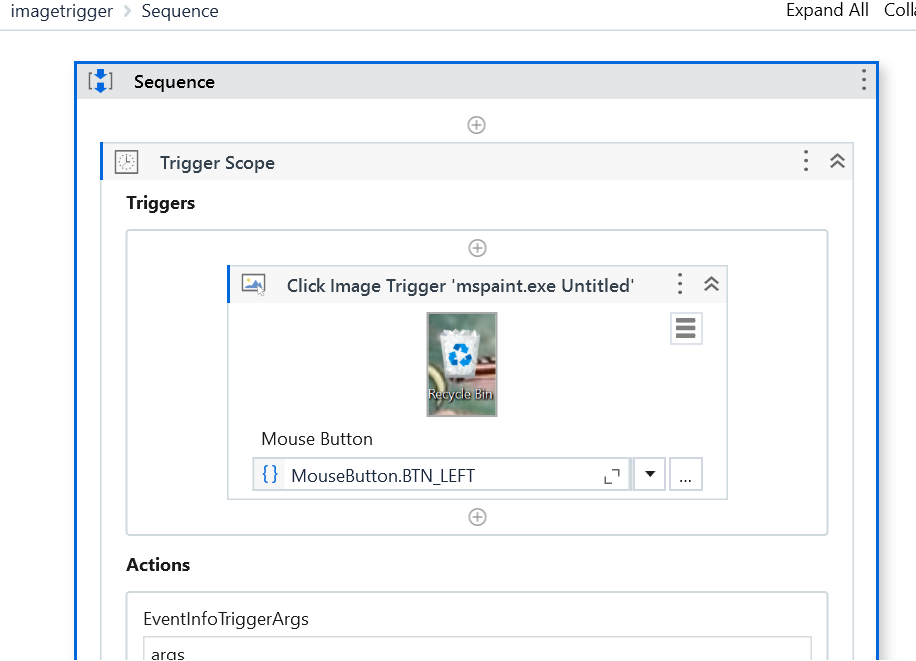 imagetrigger > Sequence
Expand All Colla
Sequence
Trigger Scope
Triggers
Click Image Trigger 'mspaint.exe Untitled'
Recycle Bin
Mouse Button
{} MouseButton.BTN_LEFT ...
Actions
EventInfoTriggerArgs
args